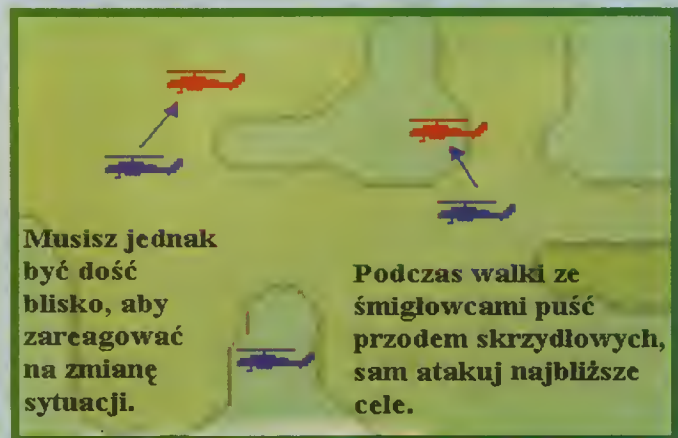 Musisz jednak
być dość
blisko, aby
zareagować
na zmianę
sytuacji.
Podczas walki ze
śmigłowcami puść
przodem skrzydłowych,
sam atakuj najbliższe
cele.